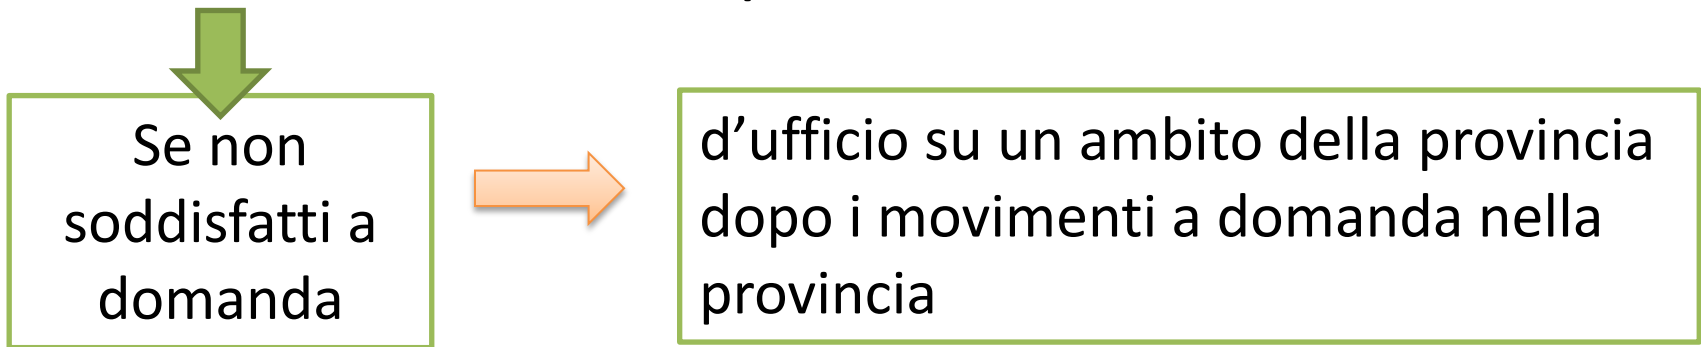 Se non
soddisfatti a
domanda
d’ufficio su un ambito della provincia
dopo i movimenti a domanda nella
provincia